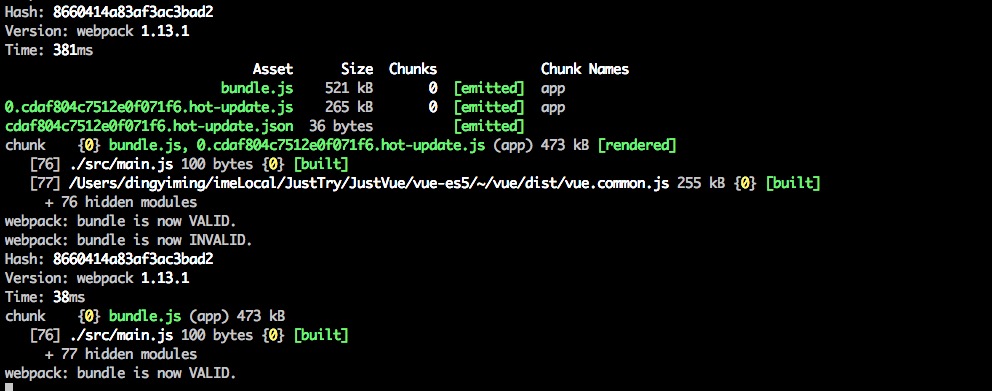 Hash: 8660414a83af3ac3bad2
Version: webpack 1.13.1
Time: 381ms
Asset Size Chunks Chunk Names
bundle.js 521 kB 0 [emitted] app
0.cdaf804c7512e0f071f6.hot-update.js 265 kB 0 [emitted] app
cdaf804c7512e0f071f6.hot-update.json 36 bytes [emitted]
chunk {0} bundle.js, 0.cdaf804c7512e0f071f6.hot-update.js (app) 473 kB [rendered]
[76] ./src/main.js 100 bytes {0} [built]
[77] /Users/dingyiming/imeLocal/JustTry/JustVue/vue-es5/~/vue/dist/vue.common.js 255 kB {0} [built]
+ 76 hidden modules
webpack: bundle is now VALID.
webpack: bundle is now INVALID.
Hash: 8660414a83af3ac3bad2
Version: webpack 1.13.1
Time: 38ms
chunk {0} bundle.js (app) 473 kB
[76] ./src/main.js 100 bytes {0} [built]
+ 77 hidden modules
webpack: bundle is now VALID.